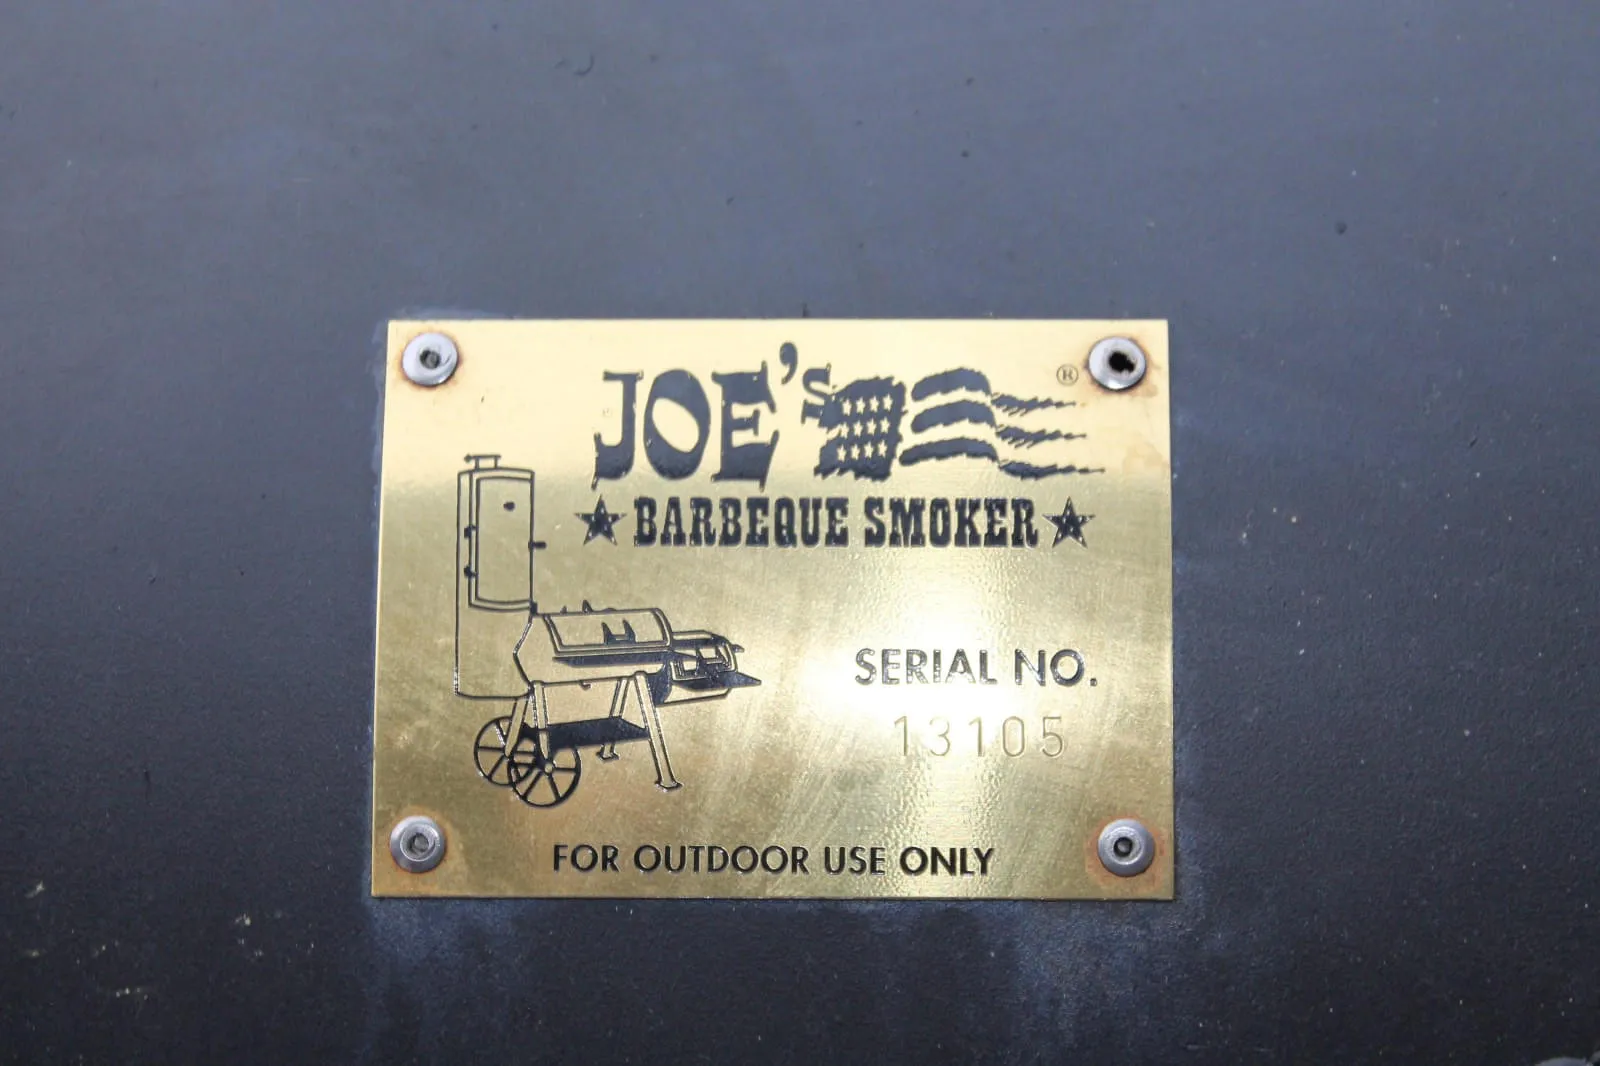 JOE's ®
BARBEQUE SMOKER
SERIAL NO.
13105
FOR OUTDOOR USE ONLY